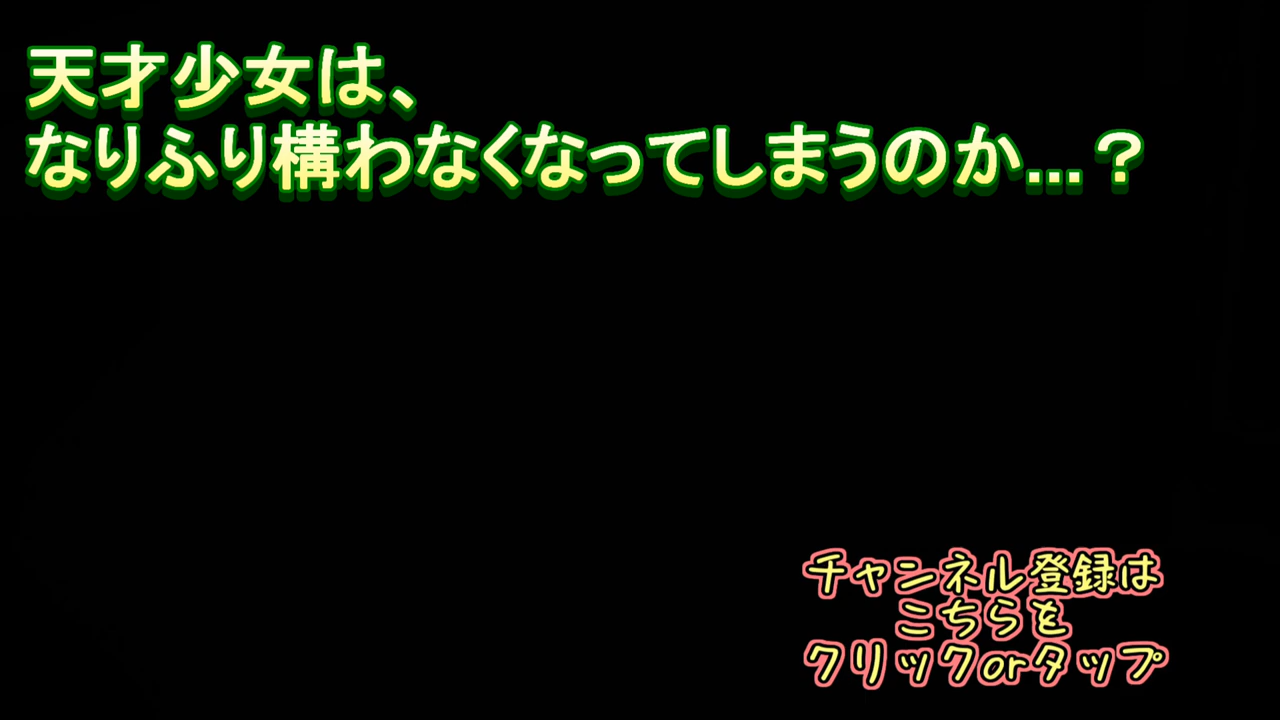 天才少女は、
なりふり構わなくなってしまうのか...？
チャンネル登録は
こちらを
クリックorタップ